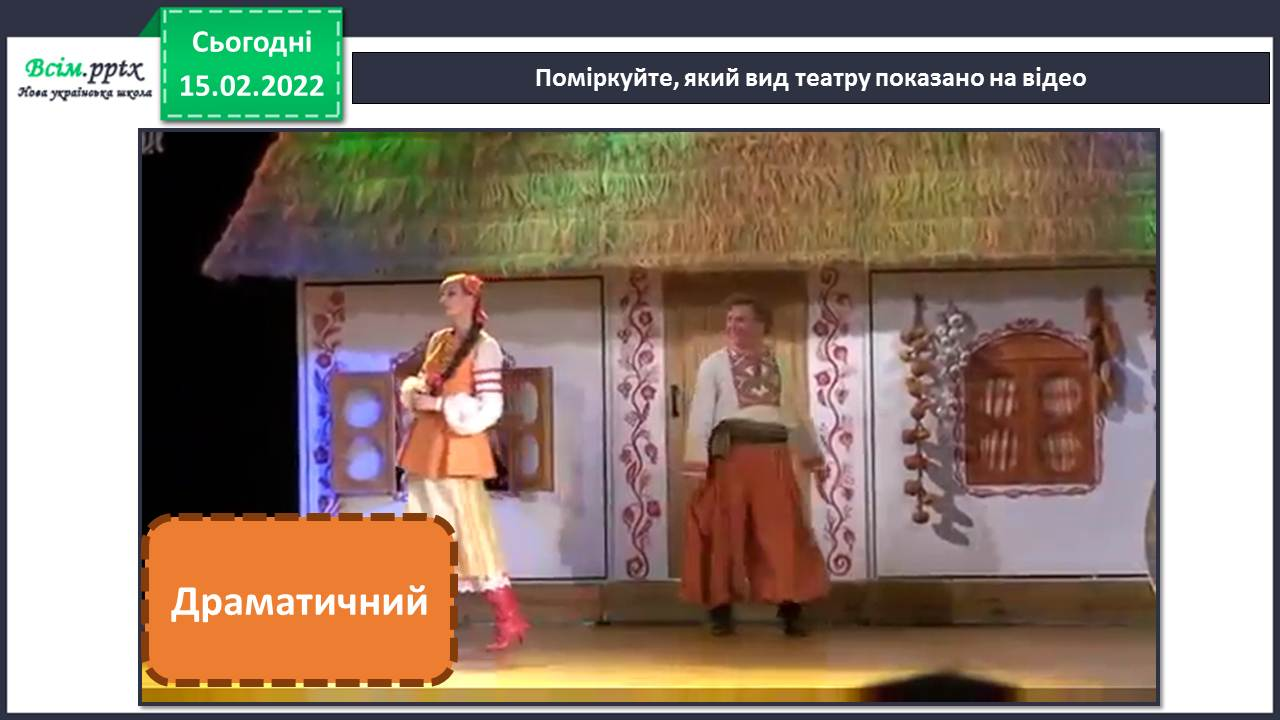 Всім.pptx
Нова українська школа
Сьогодні
15.02.2022
Поміркуйте, який вид театру показано на відео
Драматичний